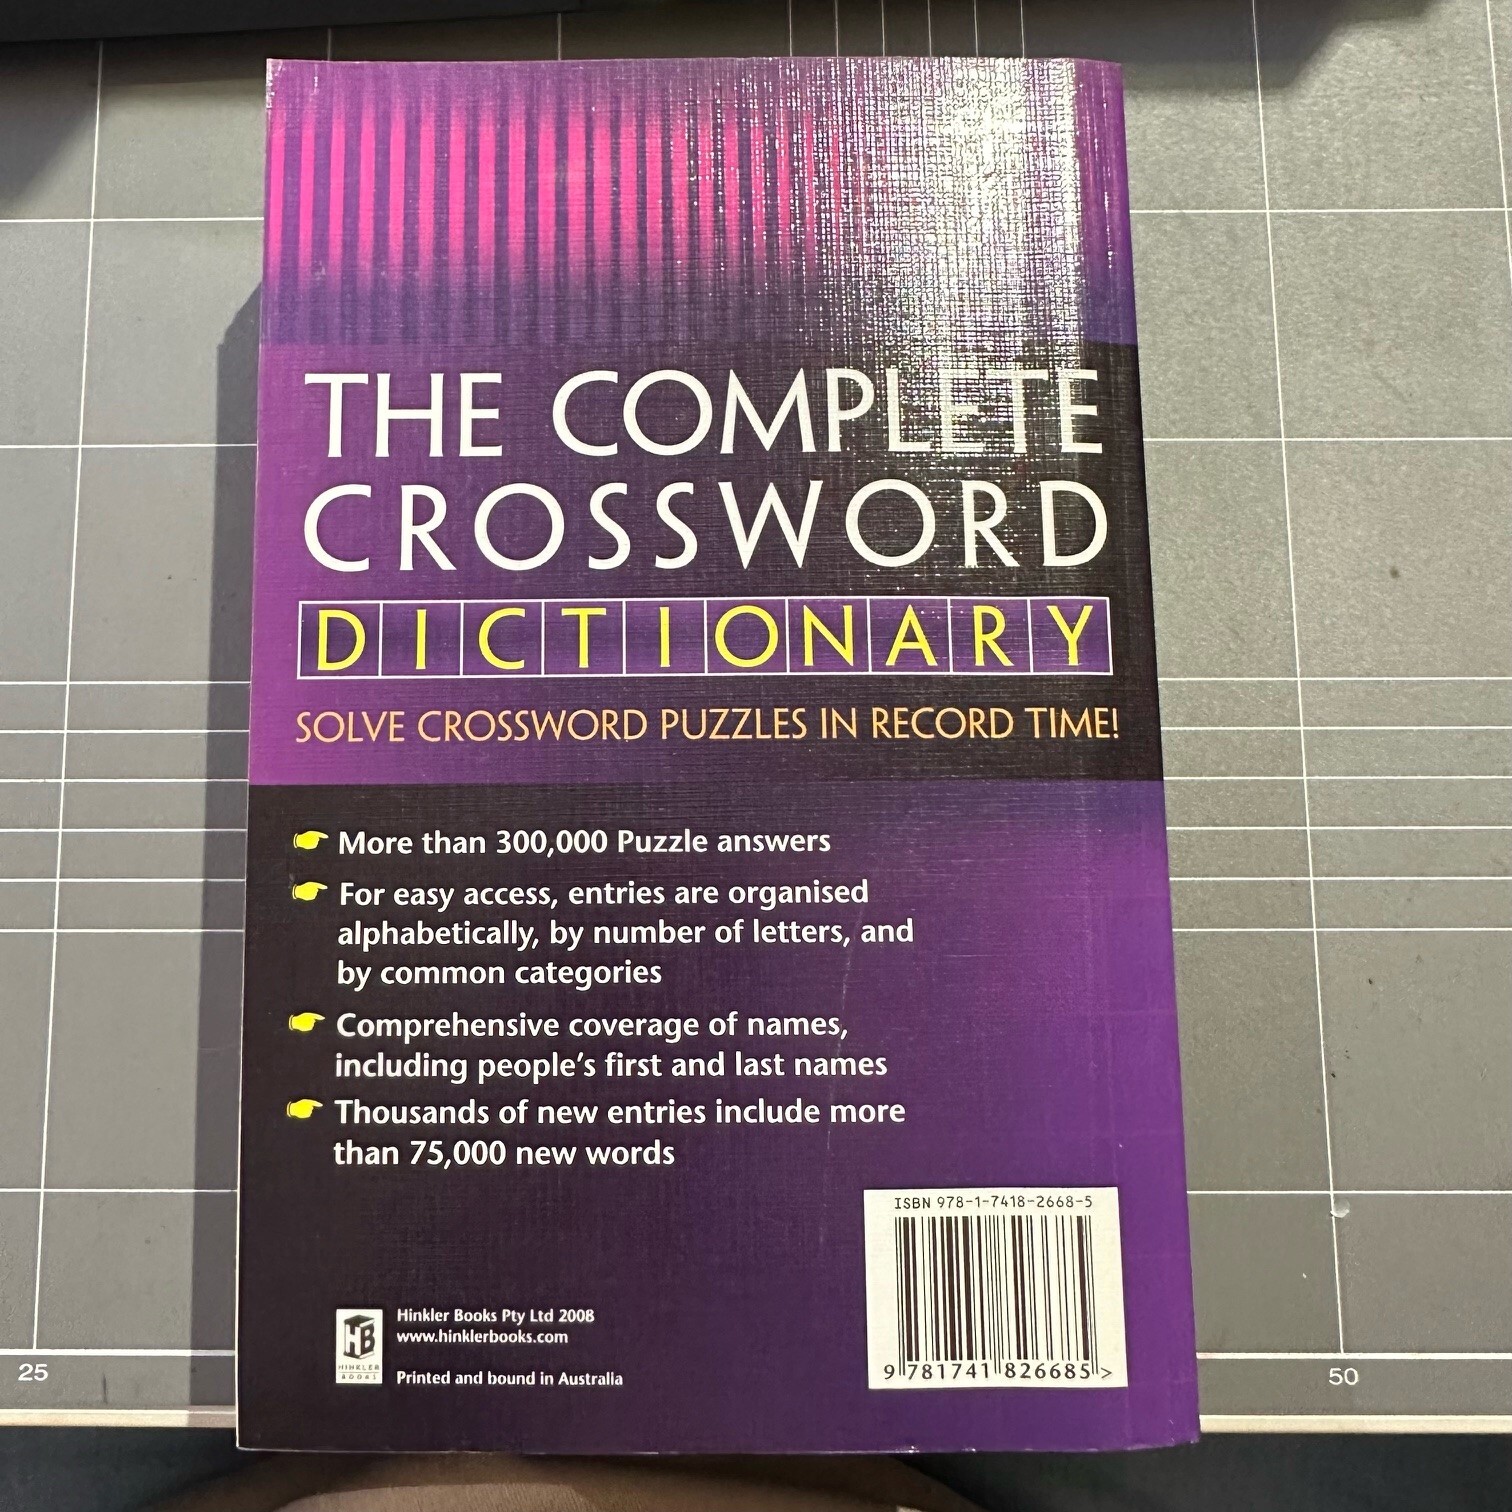 THE COMPLETE
CROSSWORD
DICTIONARY
SOLVE CROSSWORD PUZZLES IN RECORD TIME!
More than 300,000 Puzzle answers
For easy access, entries are organised
alphabetically, by number of letters, and
by common categories
Comprehensive coverage of names,
including people's first and last names
Thousands of new entries include more
than 75,000 new words
ISBN 978-1-7418-2668-5
9 781741 826685 >
HB
HINKLER
BOOKS
Hinkler Books Pty Ltd 2008
www.hinklerbooks.com
Printed and bound in Australia
25
50